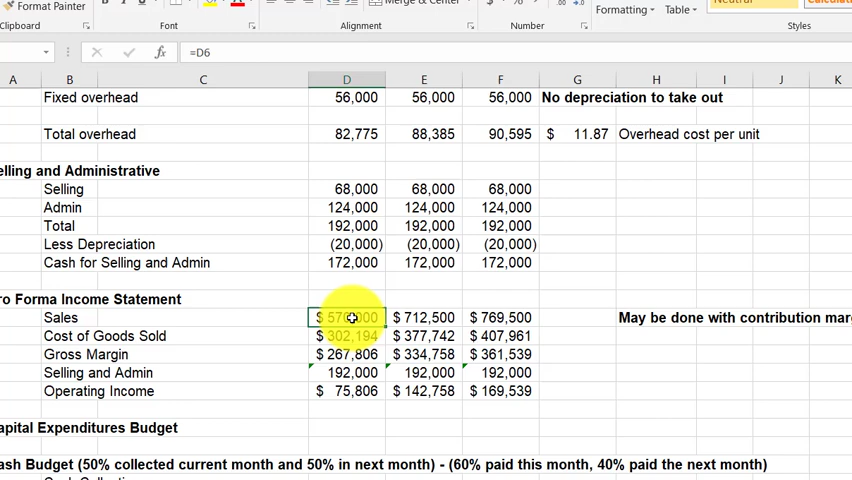 Format Painter
Merge & Center
$
Formatting
Table
Neutral
Clipboard
Font
Alignment
Number
Styles
fx =D6
A B C D E F G H I J K
Fixed overhead 56,000 56,000 56,000 No depreciation to take out
Total overhead 82,775 88,385 90,595 $ 11.87 Overhead cost per unit
elling and Administrative
Selling 68,000 68,000 68,000
Admin 124,000 124,000 124,000
Total 192,000 192,000 192,000
Less Depreciation (20,000) (20,000) (20,000)
Cash for Selling and Admin 172,000 172,000 172,000
ro Forma Income Statement
Sales $ 570,000 $ 712,500 $ 769,500 May be done with contribution marg
Cost of Goods Sold $ 302,194 $ 377,742 $ 407,961
Gross Margin $ 267,806 $ 334,758 $ 361,539
Selling and Admin 192,000 192,000 192,000
Operating Income $ 75,806 $ 142,758 $ 169,539
apital Expenditures Budget
ash Budget (50% collected current month and 50% in next month) - (60% paid this month, 40% paid the next month)